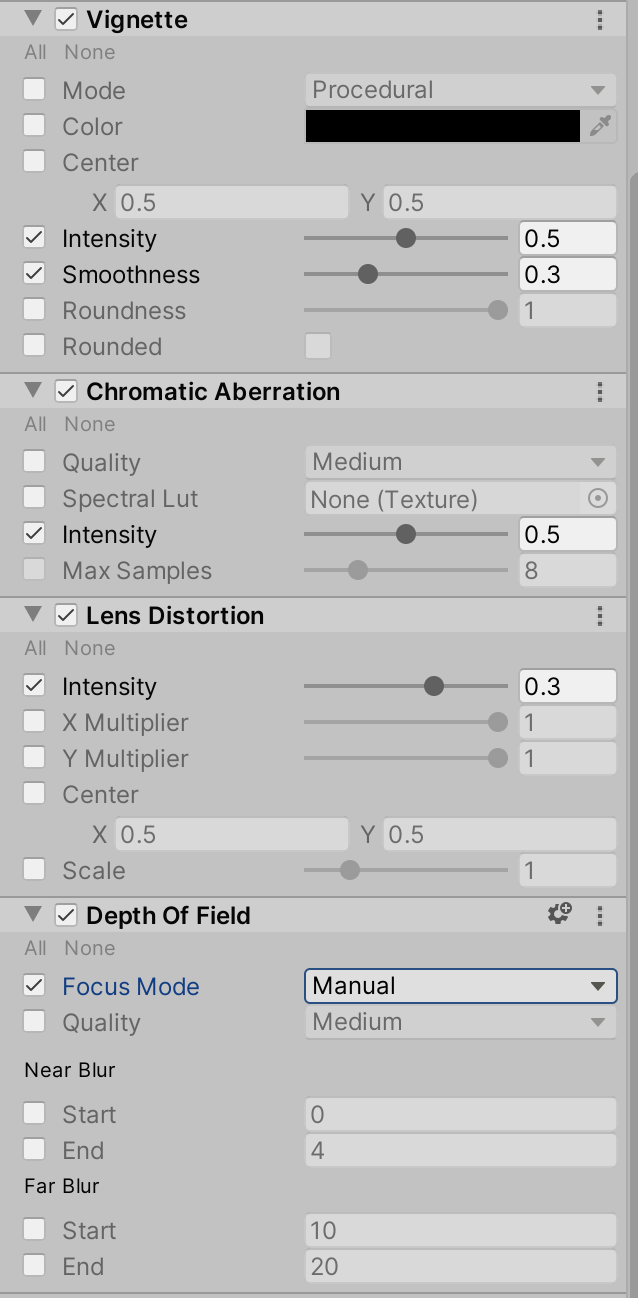 Vignette
All None
Mode Procedural
Color
Center
X 0.5 Y 0.5
Intensity 0.5
Smoothness 0.3
Roundness 1
Rounded
Chromatic Aberration
All None
Quality Medium
Spectral Lut None (Texture)
Intensity 0.5
Max Samples 8
Lens Distortion
All None
Intensity 0.3
X Multiplier 1
Y Multiplier 1
Center
X 0.5 Y 0.5
Scale 1
Depth Of Field
All None
Focus Mode Manual
Quality Medium
Near Blur
Start 0
End 4
Far Blur
Start 10
End 20